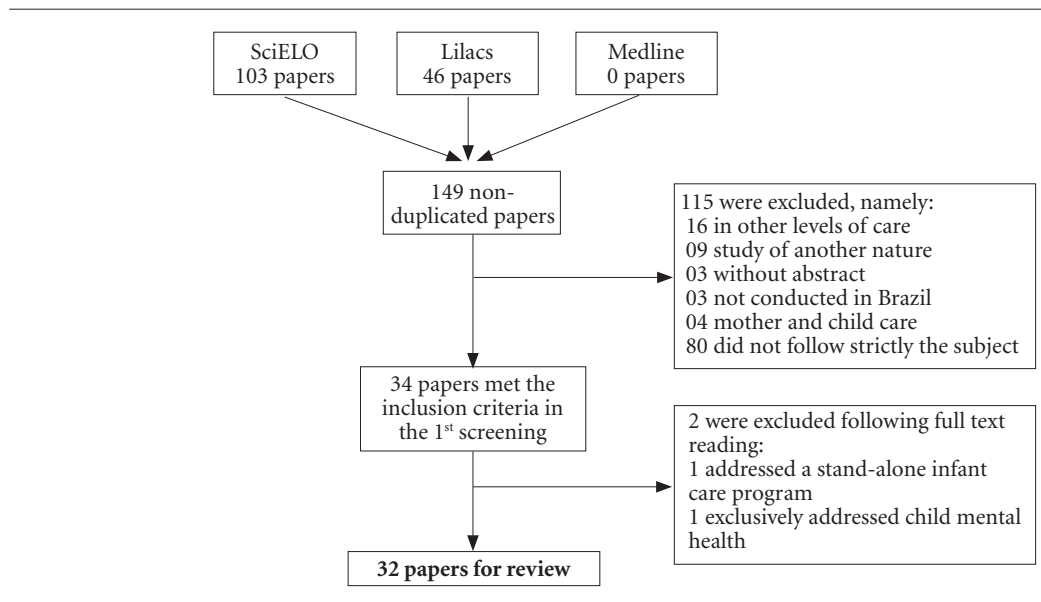 SciELO
103 papers
Lilacs
46 papers
Medline
0 papers
149 non-
duplicated papers
115 were excluded, namely:
16 in other levels of care
09 study of another nature
03 without abstract
03 not conducted in Brazil
04 mother and child care
80 did not follow strictly the subject
34 papers met the
inclusion criteria in
the 1st screening
2 were excluded following full text
reading:
1 addressed a stand-alone infant
care program
1 exclusively addressed child mental
health
32 papers for review